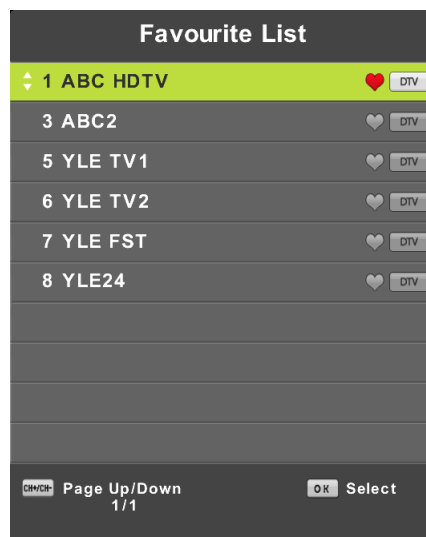 Favourite List
1 ABC HDTV DTV
3 ABC2 DTV
5 YLE TV1 DTV
6 YLE TV2 DTV
7 YLE FST DTV
8 YLE24 DTV
CH+/CH- Page Up/Down OK Select
1/1